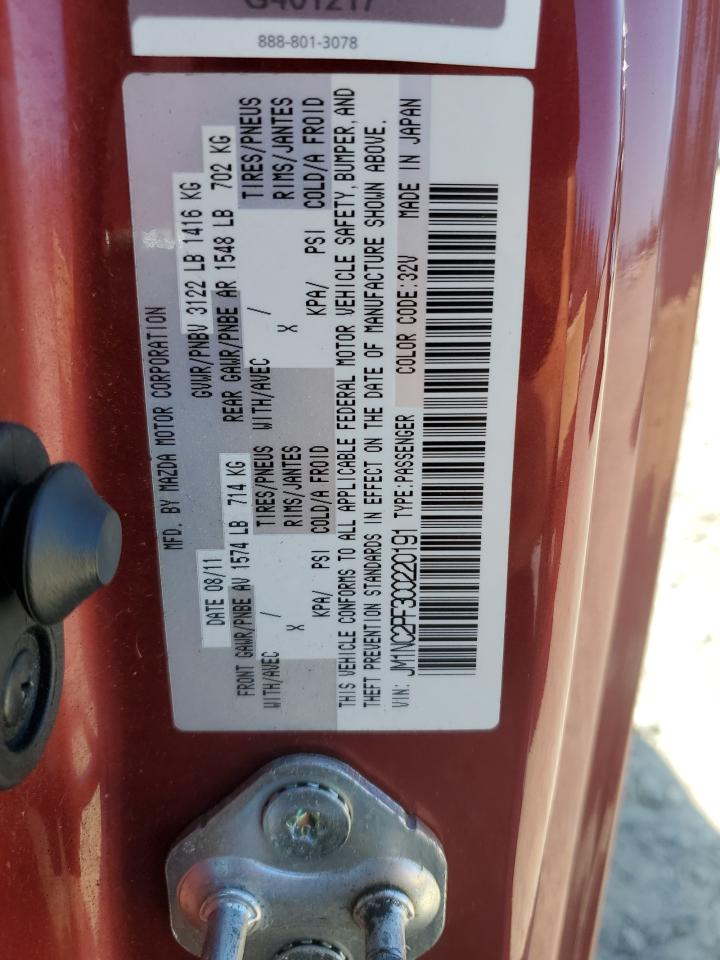 G401217
888-801-3078
MFD. BY MAZDA MOTOR CORPORATION
DATE 08/11 GVWR/PNBV 3122 LB 1416 KG
FRONT GAWR/PNBE AV 1574 LB 714 KG REAR GAWR/PNBE AR 1548 LB 702 KG
WITH/AVEC / TIRES/PNEUS WITH/AVEC / TIRES/PNEUS
X RIMS/JANTES X RIMS/JANTES
KPA/ PSI COLD/A FROID KPA/ PSI COLD/A FROID
THIS VEHICLE CONFORMS TO ALL APPLICABLE FEDERAL MOTOR VEHICLE SAFETY, BUMPER, AND
THEFT PREVENTION STANDARDS IN EFFECT ON THE DATE OF MANUFACTURE SHOWN ABOVE.
VIN: JM1NC2PF3C0220191 TYPE:PASSENGER COLOR CODE:32V MADE IN JAPAN